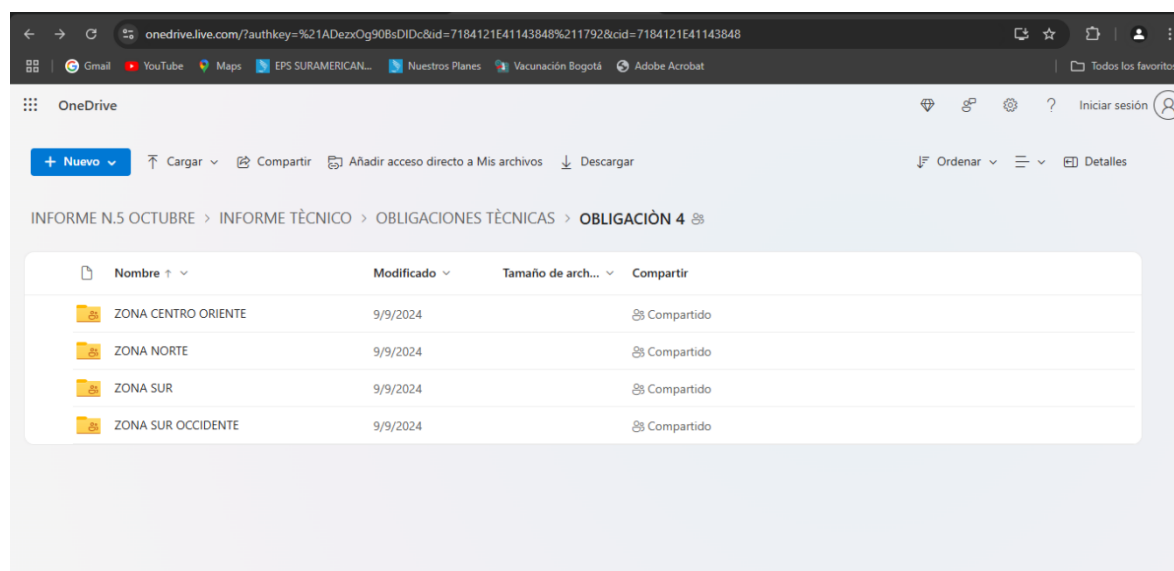 onedrive.live.com/?authkey=%21ADezxOg90BsDIDc&id=7184121E41143848%211792&cid=7184121E41143848
Gmail YouTube Maps EPS SURAMERICAN... Nuestros Planes Vacunación Bogotá Adobe Acrobat Todos los favoritos
OneDrive Iniciar sesión
+ Nuevo Cargar Compartir Añadir acceso directo a Mis archivos Descargar Ordenar Detalles
INFORME N.5 OCTUBRE > INFORME TÈCNICO > OBLIGACIONES TÈCNICAS > OBLIGACIÒN 4
Nombre ↑ Modificado Tamaño de arch... Compartir
ZONA CENTRO ORIENTE 9/9/2024 Compartido
ZONA NORTE 9/9/2024 Compartido
ZONA SUR 9/9/2024 Compartido
ZONA SUR OCCIDENTE 9/9/2024 Compartido